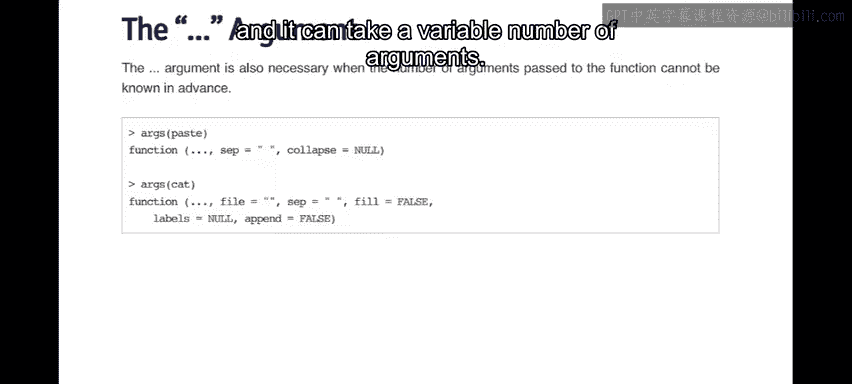 The “...” Argument
and it can take a variable number of
arguments.
The ... argument is also necessary when the number of arguments passed to the function cannot be
known in advance.
> args(paste)
function (..., sep = " ", collapse = NULL)
> args(cat)
function (..., file = "", sep = " ", fill = FALSE,
labels = NULL, append = FALSE)